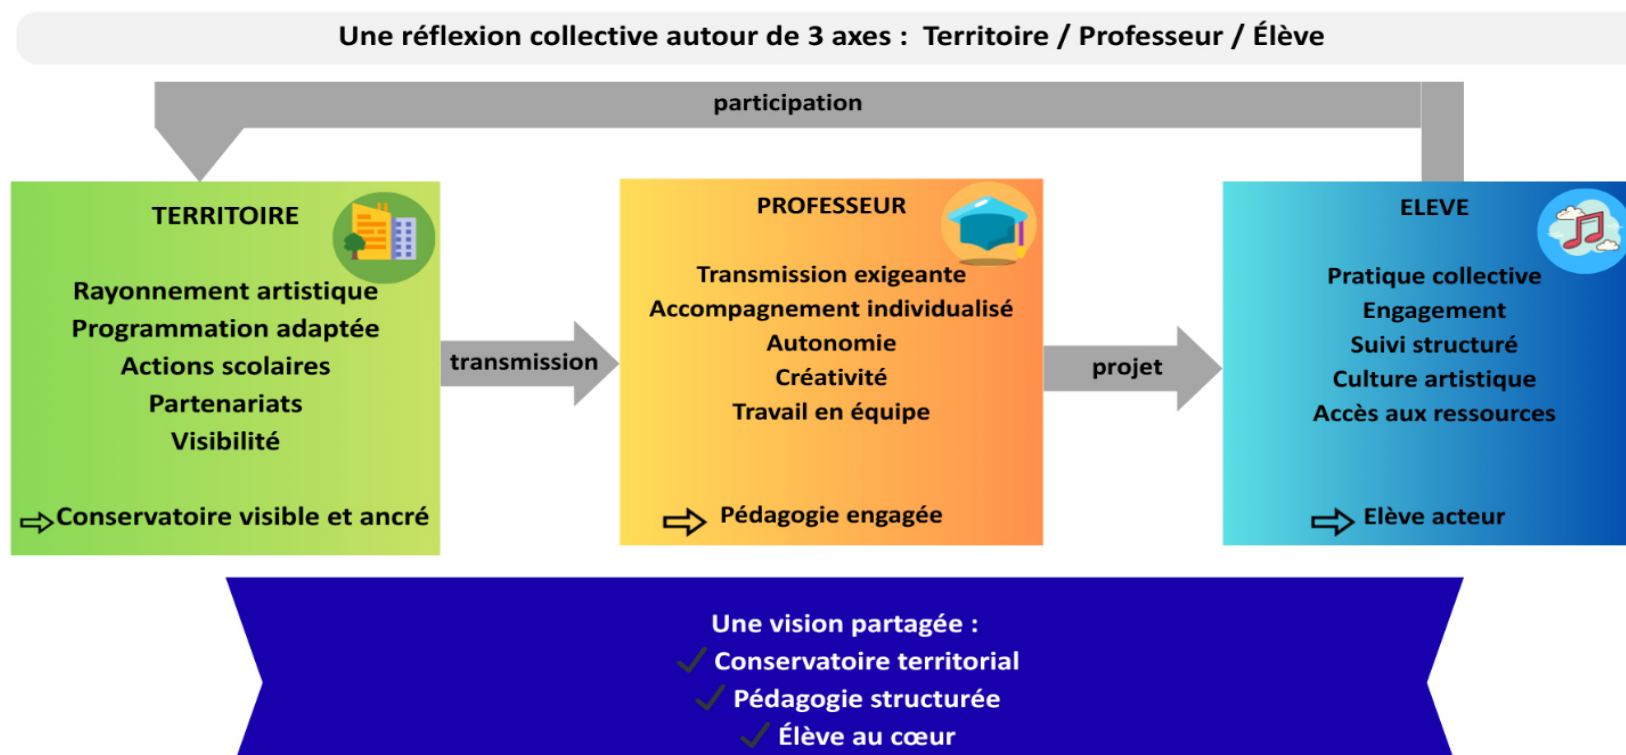 Une réflexion collective autour de 3 axes : Territoire / Professeur / Élève
participation
TERRITOIRE
Rayonnement artistique
Programmation adaptée
Actions scolaires
Partenariats
Visibilité
Conservatoire visible et ancré
transmission
PROFESSEUR
Transmission exigeante
Accompagnement individualisé
Autonomie
Créativité
Travail en équipe
Pédagogie engagée
projet
ELEVE
Pratique collective
Engagement
Suivi structuré
Culture artistique
Accès aux ressources
Elève acteur
Une vision partagée :
Conservatoire territorial
Pédagogie structurée
Élève au cœur